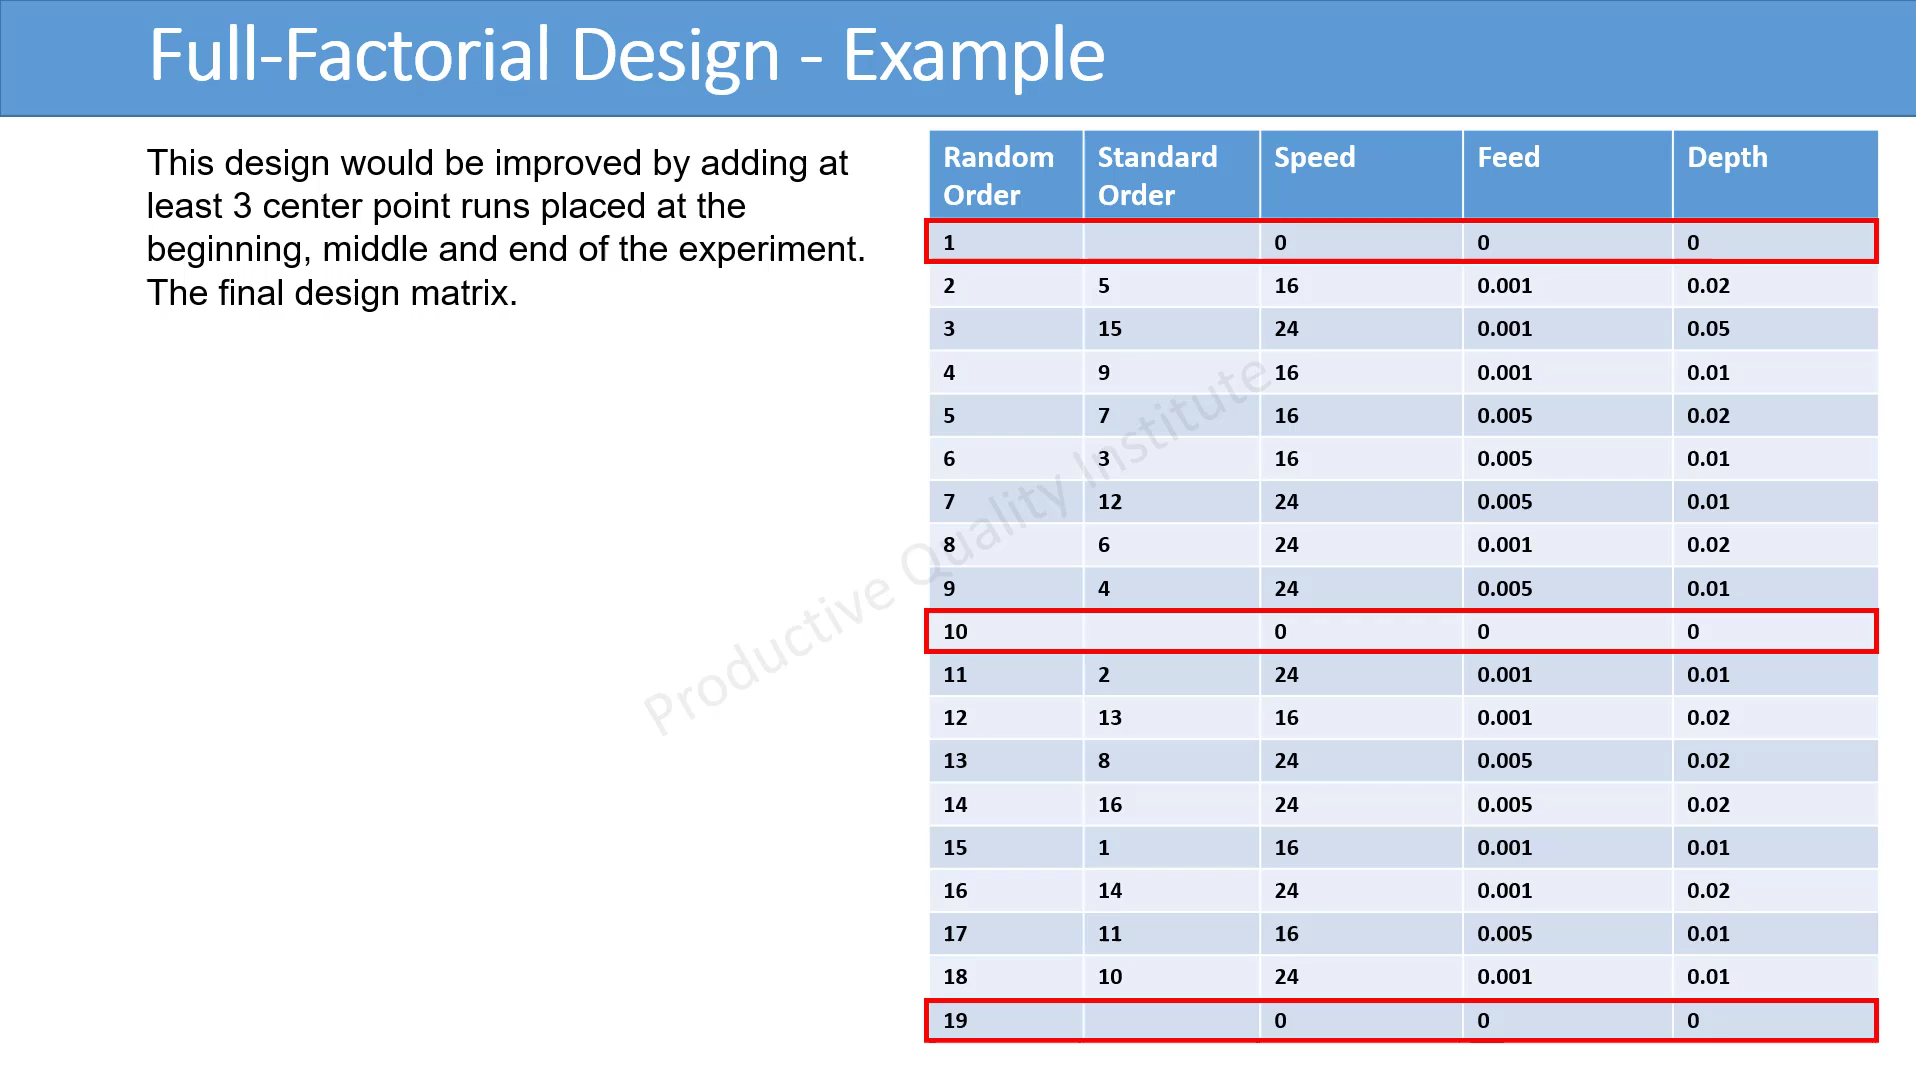 Full-Factorial Design - Example
This design would be improved by adding at
least 3 center point runs placed at the
beginning, middle and end of the experiment.
The final design matrix.
Random Order Standard Order Speed Feed Depth
1 0 0 0
2 5 16 0.001 0.02
3 15 24 0.001 0.05
4 9 16 0.001 0.01
5 7 16 0.005 0.02
6 3 16 0.005 0.01
7 12 24 0.005 0.01
8 6 24 0.001 0.02
9 4 24 0.005 0.01
10 0 0 0
11 2 24 0.001 0.01
12 13 16 0.001 0.02
13 8 24 0.005 0.02
14 16 24 0.005 0.02
15 1 16 0.001 0.01
16 14 24 0.001 0.02
17 11 16 0.005 0.01
18 10 24 0.001 0.01
19 0 0 0
Productive Quality Institute